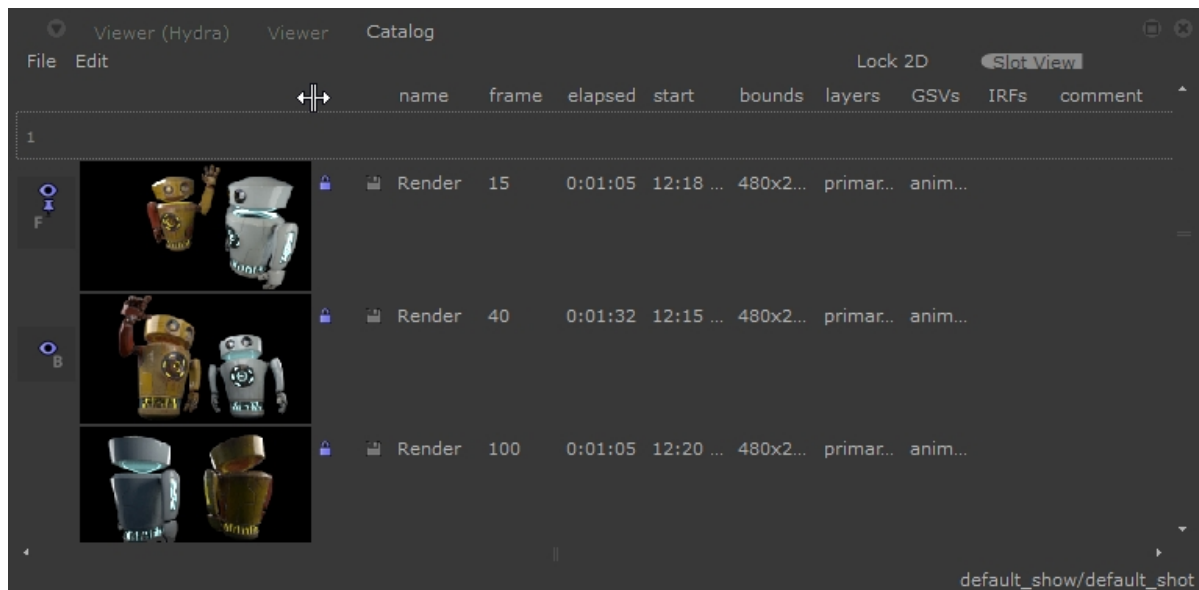 Viewer (Hydra) Viewer Catalog
File Edit Lock 2D Slot View
name frame elapsed start bounds layers GSVs IRFs comment
1
Render 15 0:01:05 12:18 ... 480x2... primar... anim...
F
Render 40 0:01:32 12:15 ... 480x2... primar... anim...
B
Render 100 0:01:05 12:20 ... 480x2... primar... anim...
default_show/default_shot